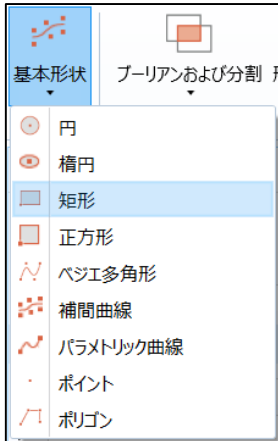 基本形状
ブーリアンおよび分割
円
楕円
矩形
正方形
ベジエ多角形
補間曲線
パラメトリック曲線
ポイント
ポリゴン